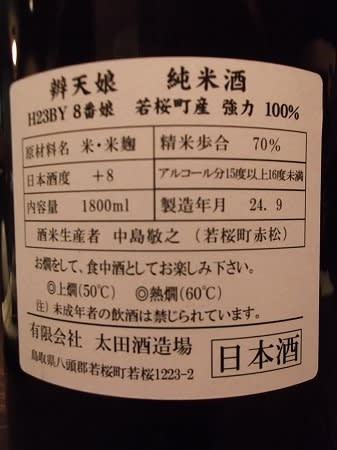 辨天娘 純米酒
H23BY 8番娘 若桜町産 強力 100%
原材料名 米・米麹 精米歩合 70%
日本酒度 +8 アルコール分15度以上16度未満
内容量 1800ml 製造年月 24. 9
酒米生産者 中島敬之(若桜町赤松)
お燗をして、食中酒としてお楽しみ下さい。
◎上燗(50℃) ◎熱燗(60℃)
注)未成年者の飲酒は禁じられています。
有限会社 太田酒造場
鳥取県八頭郡若桜町若桜1223-2
日本酒